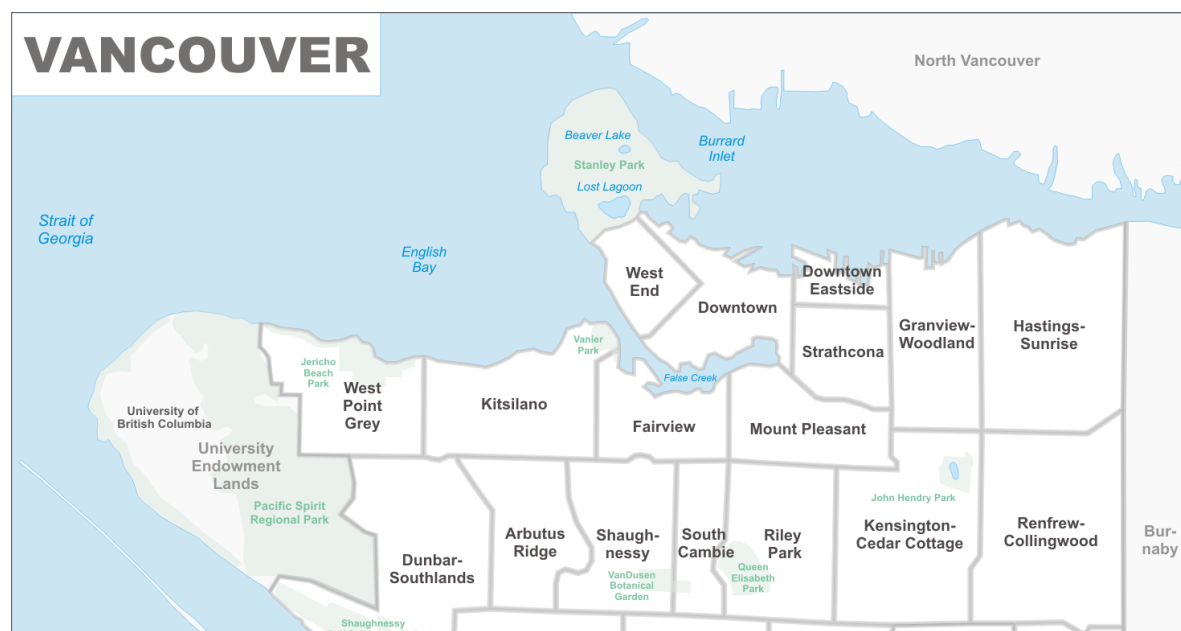 VANCOUVER
North Vancouver
Beaver Lake
Burrard
Inlet
Stanley Park
Lost Lagoon
Strait of
Georgia
English
Bay
West
End
Downtown
Eastside
Downtown
Granview-
Woodland
Hastings-
Sunrise
Vanier
Park
Strathcona
Jericho
Beach
Park
West
Point
Grey
False Creek
Kitsilano
University of
British Columbia
Fairview
Mount Pleasant
University
Endowment
Lands
John Hendry Park
Pacific Spirit
Regional Park
Arbutus
Ridge
Shaugh-
nessy
South
Cambie
Riley
Park
Kensington-
Cedar Cottage
Renfrew-
Collingwood
Bur-
naby
Dunbar-
Southlands
VanDusen
Botanical
Garden
Queen
Elisabeth
Park
Shaughnessy